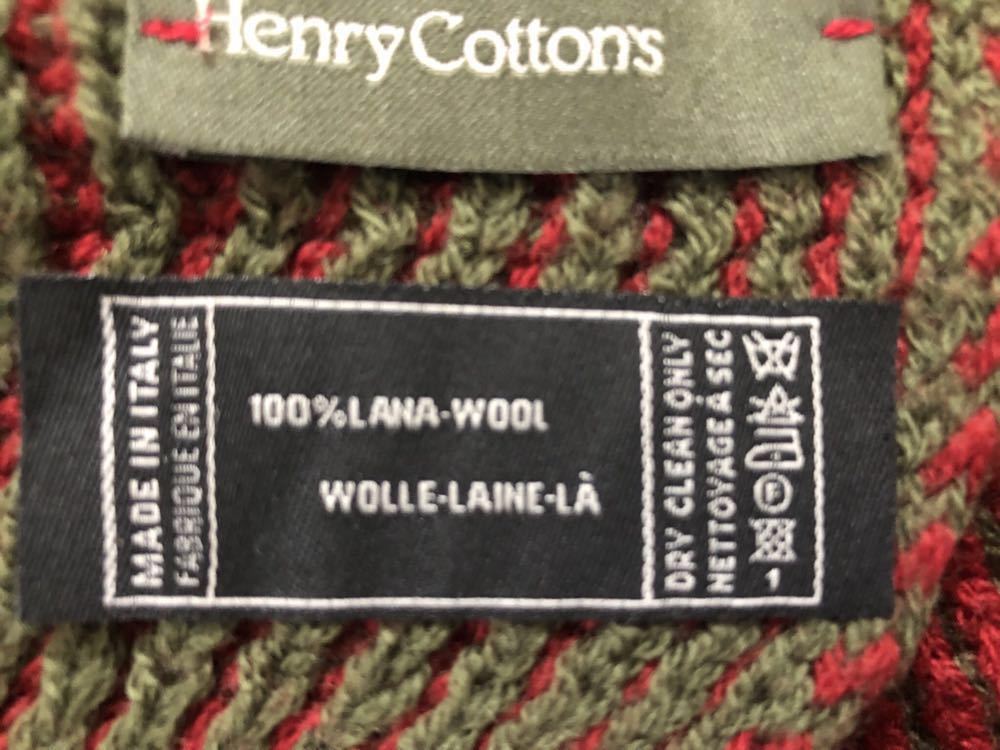 Henry Cotton's
MADE IN ITALY
FABRIQUE EN ITALIE
100%LANA-WOOL
WOLLE-LAINE-LÀ
DRY CLEAN ONLY
NETTOYAGE À SEC
1